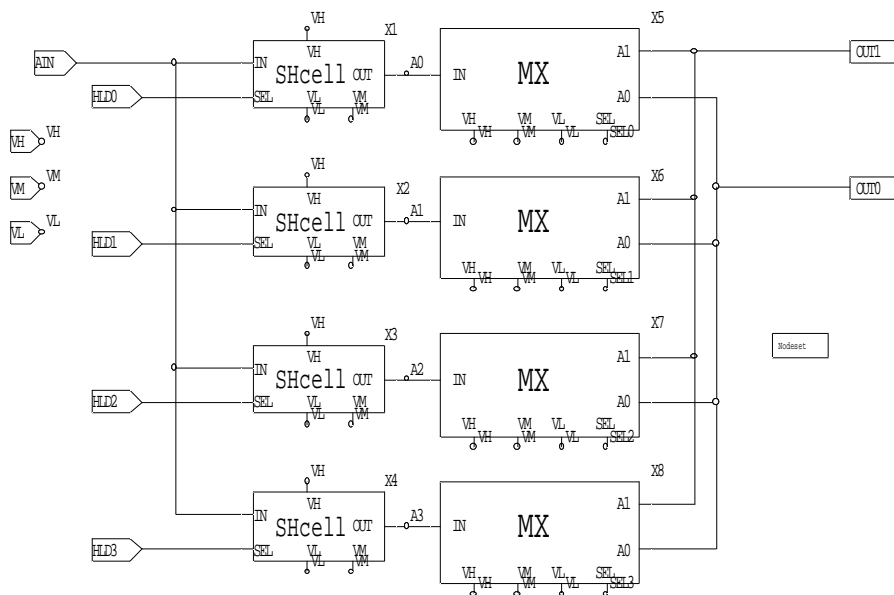 VH X1 X5
AIN VH A1 OUT1
IN SHcell OUT A0 IN MX
HLD0 SEL VL VM A0
VL VM VH VM VL SEL
VH VM VL SEL0
VH VH
VH X2 X6
VM VM VH A1 OUT0
IN SHcell OUT A1 IN MX
VL VL
HLD1 SEL VL VM A0
VL VM VH VM VL SEL
VH VM VL SEL1
VH X3 X7
VH A1 Nodeset
IN SHcell OUT A2 IN MX
HLD2 SEL VL VM A0
VL VM VH VM VL SEL
VH VM VL SEL2
VH X4 X8
VH A1
IN SHcell OUT A3 IN MX
HLD3 SEL VL VM A0
VL VM VH VM VL SEL
VH VM VL SEL3